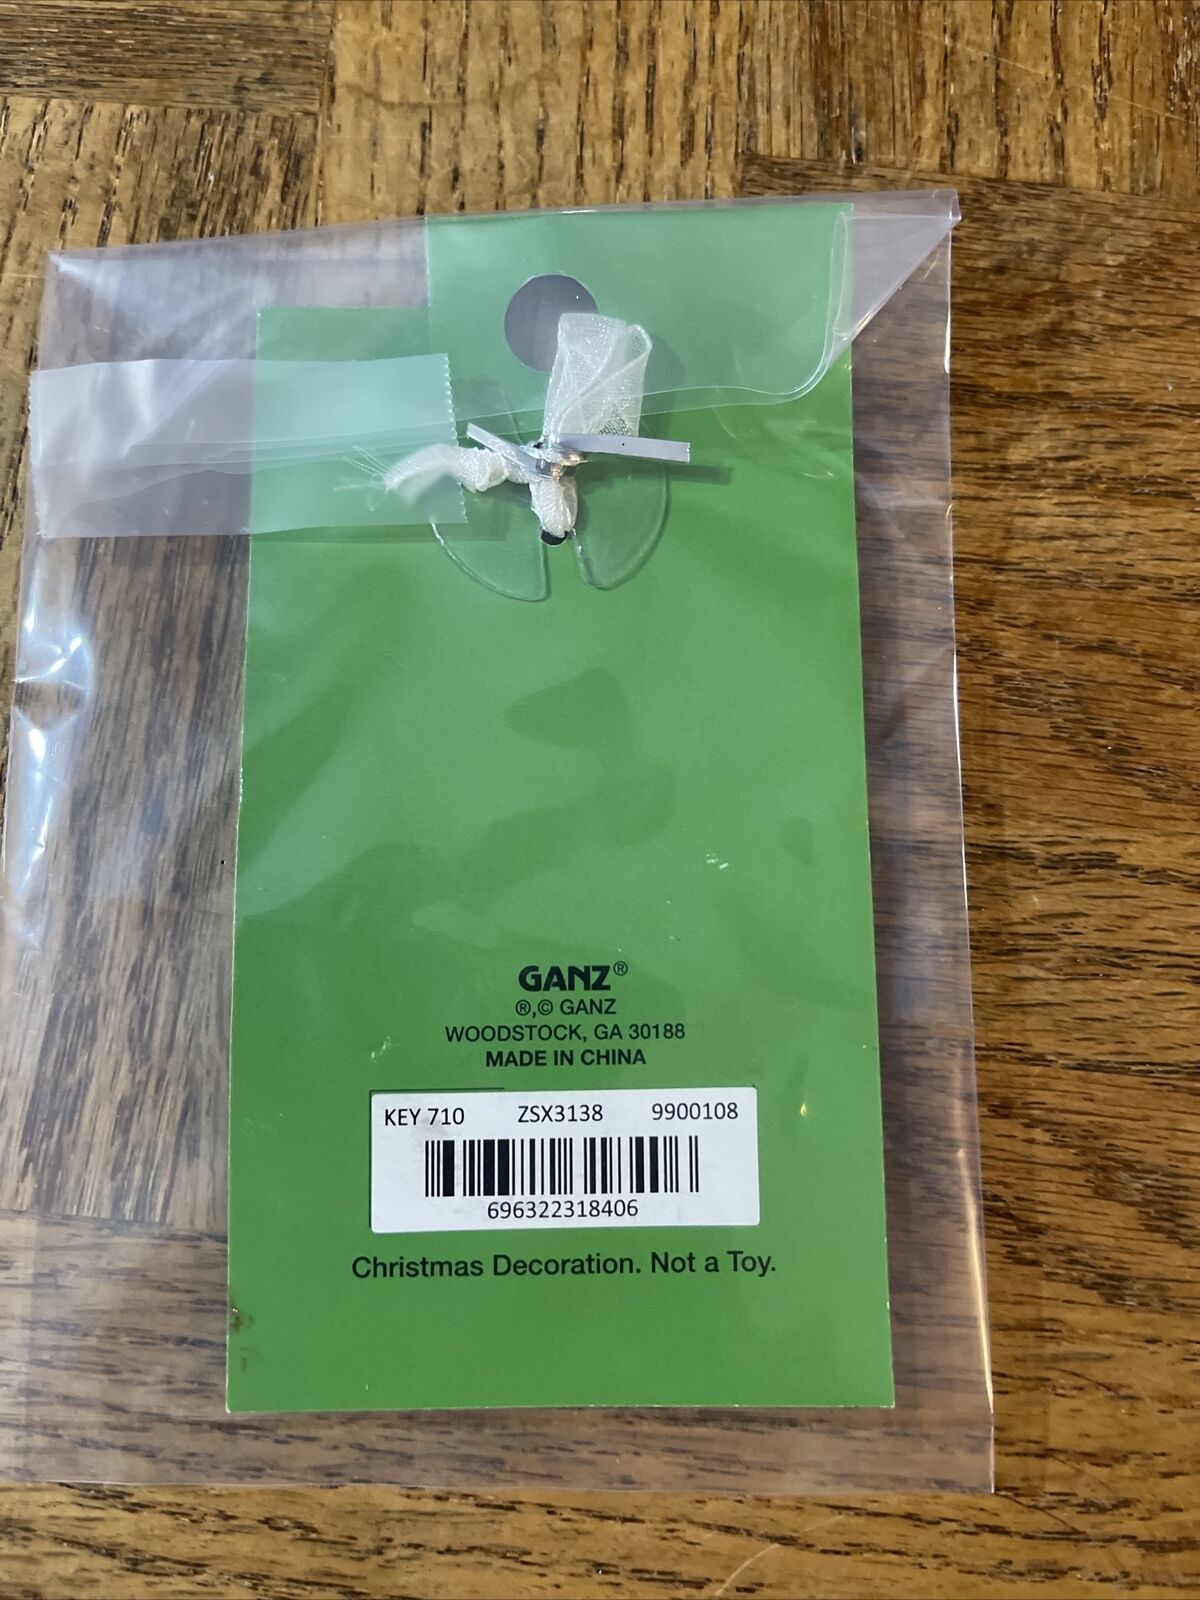 GANZ®
®,© GANZ
WOODSTOCK, GA 30188
MADE IN CHINA
KEY 710 ZSX3138 9900108
696322318406
Christmas Decoration. Not a Toy.